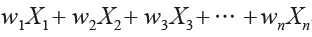 w₁X₁ + w₂X₂ + w₃X₃ + ⋯ + wₙXₙ